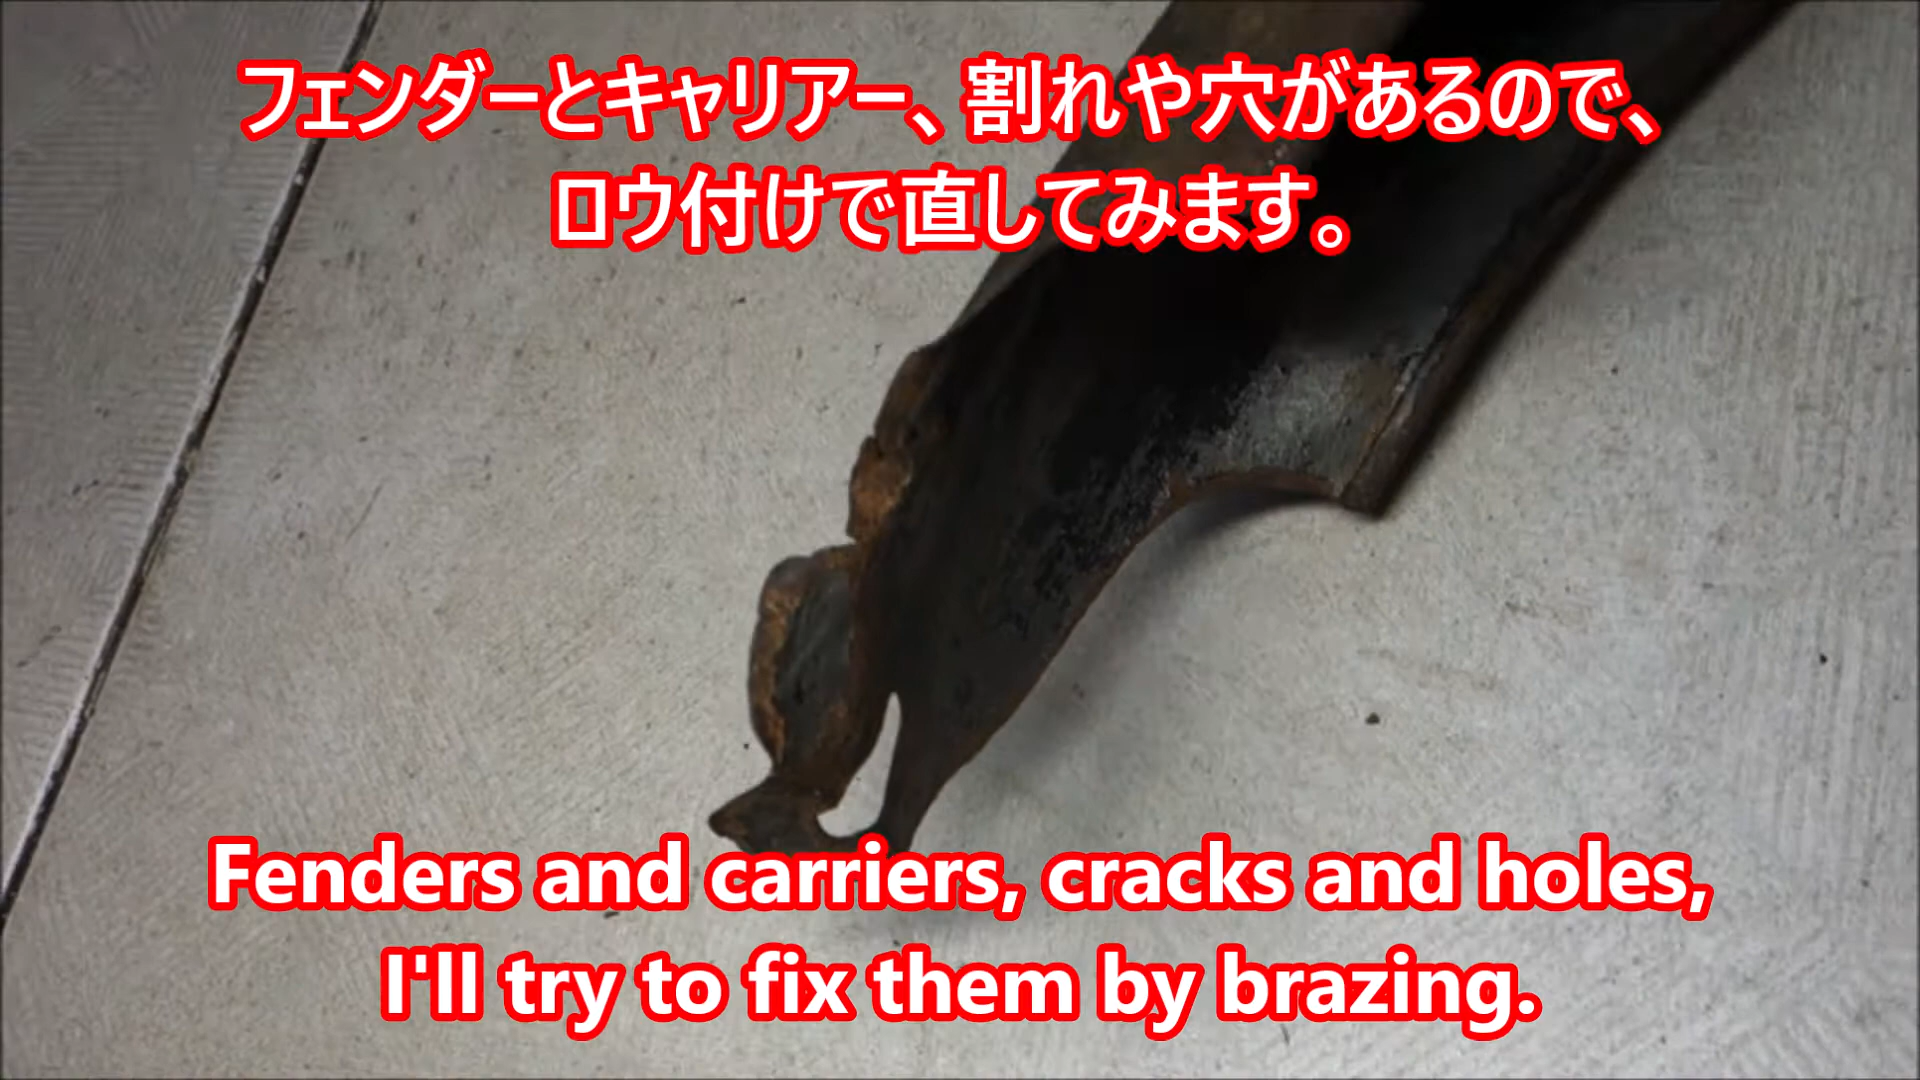 フェンダーとキャリアー、割れや穴があるので、
ロウ付けで直してみます。
Fenders and carriers, cracks and holes,
I'll try to fix them by brazing.